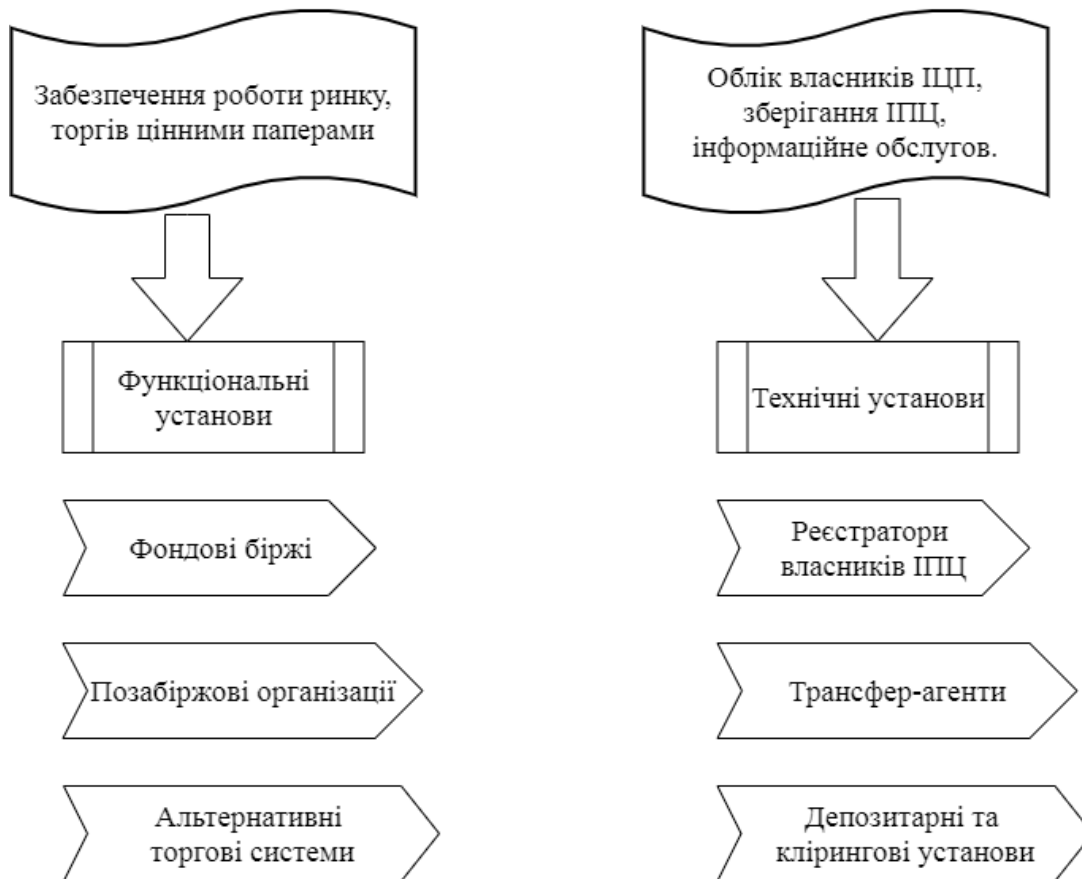 Забезпечення роботи ринку,
торгів цінними паперами
Функціональні
установи
Фондові біржі
Позабіржові організації
Альтернативні
торгові системи
Облік власників ІЩП,
зберігання ІПЦ,
інформаційне обслугов.
Технічні установи
Реєстратори
власників ІПЦ
Трансфер-агенти
Депозитарні та
клірингові установи